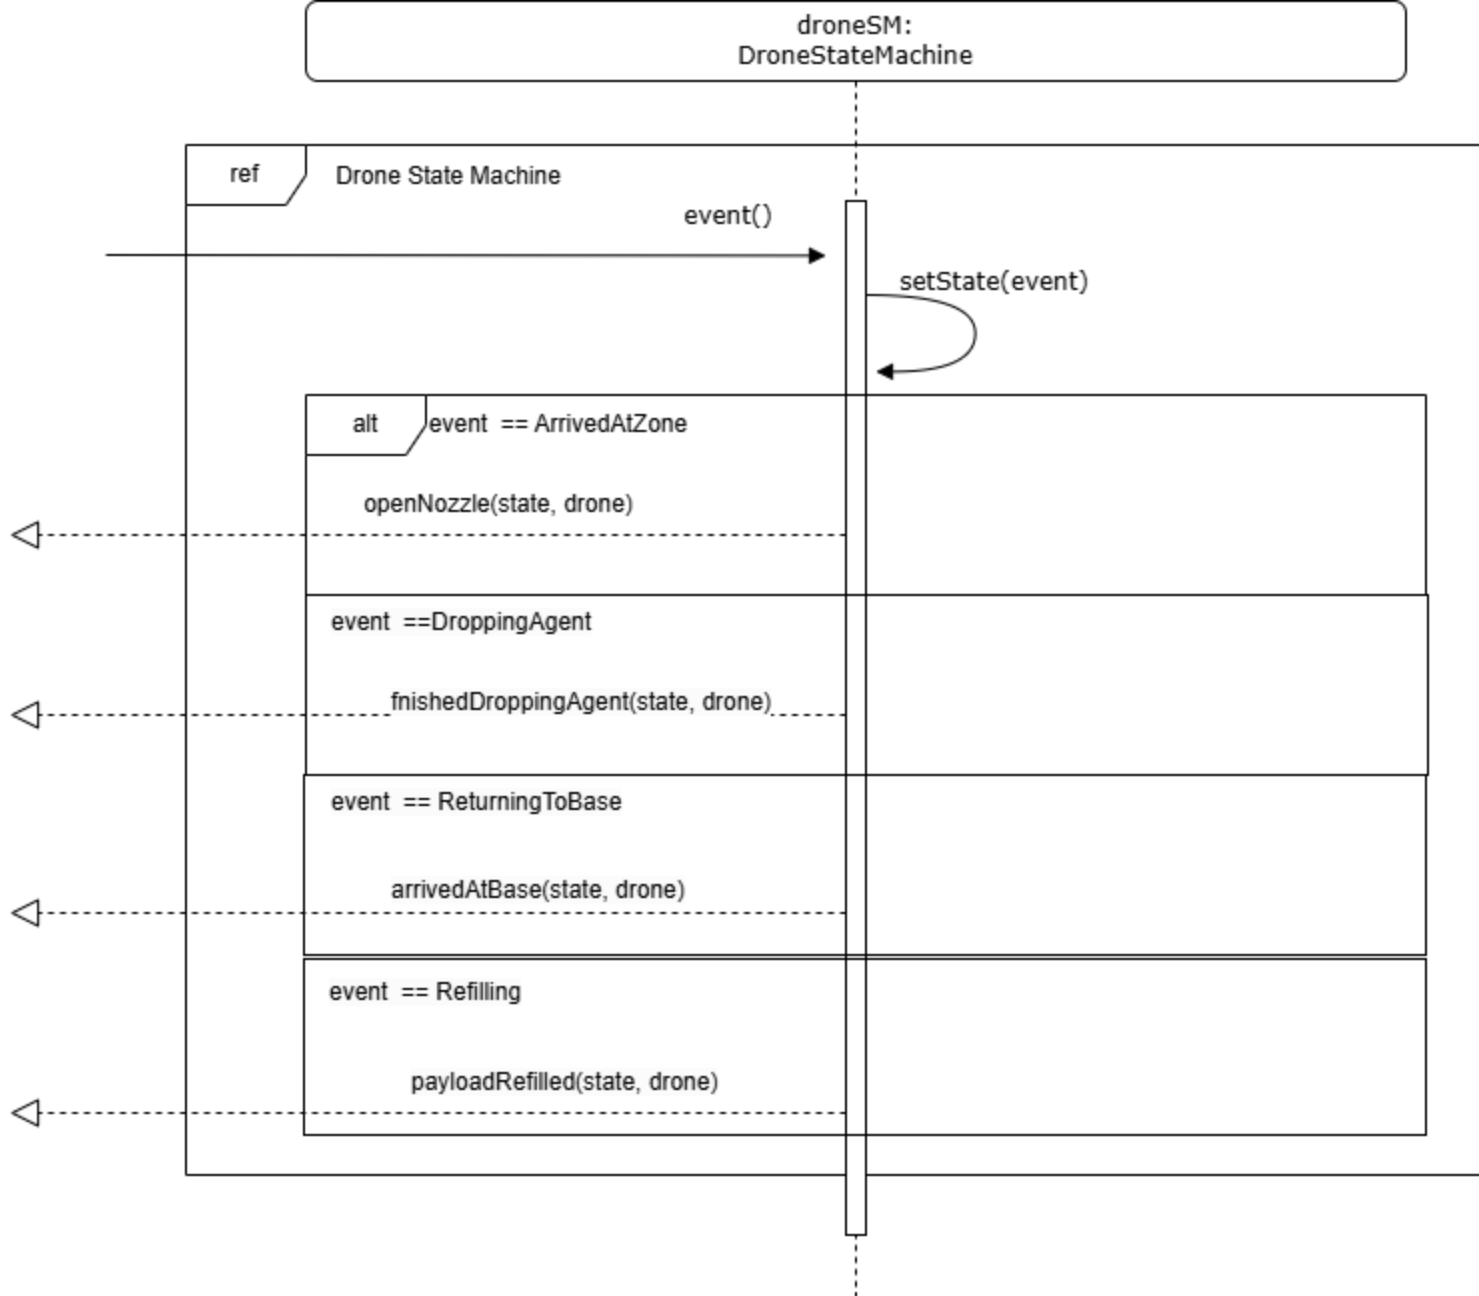 droneSM:
DroneStateMachine
ref
Drone State Machine
event()
setState(event)
alt
event == ArrivedAtZone
openNozzle(state, drone)
event ==DroppingAgent
fnishedDroppingAgent(state, drone)
event == ReturningToBase
arrivedAtBase(state, drone)
event == Refilling
payloadRefilled(state, drone)